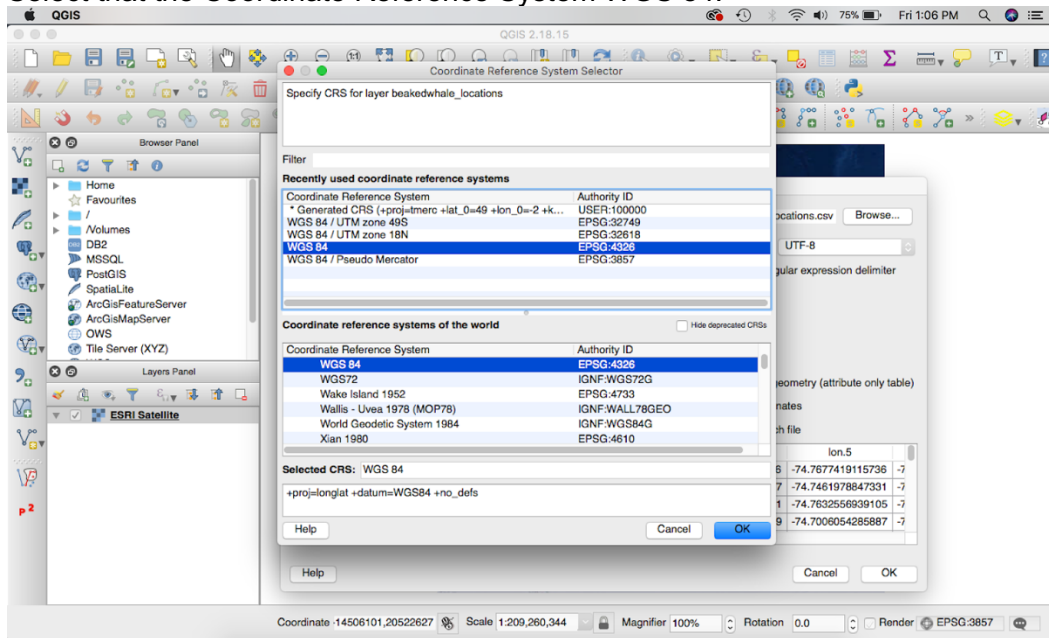 QGIS 75% Fri 1:06 PM
QGIS 2.18.15
Coordinate Reference System Selector
Specify CRS for layer beakedwhale_locations
Filter
Recently used coordinate reference systems
Coordinate Reference System Authority ID
* Generated CRS (+proj=tmerc +lat_0=49 +lon_0=-2 +k... USER:100000
WGS 84 / UTM zone 49S EPSG:32749
WGS 84 / UTM zone 18N EPSG:32618
WGS 84 EPSG:4326
WGS 84 / Pseudo Mercator EPSG:3857
Coordinate reference systems of the world Hide deprecated CRSs
Coordinate Reference System Authority ID
WGS 84 EPSG:4326
WGS72 IGNF:WGS72G
Wake Island 1952 EPSG:4733
Wallis - Uvea 1978 (MOP78) IGNF:WALL78GEO
World Geodetic System 1984 IGNF:WGS84G
Xian 1980 EPSG:4610
Selected CRS: WGS 84
+proj=longlat +datum=WGS84 +no_defs
Help Cancel OK
Browser Panel
Home
Favourites
/
/Volumes
DB2
MSSQL
PostGIS
SpatiaLite
ArcGisFeatureServer
ArcGisMapServer
OWS
Tile Server (XYZ)
Layers Panel
ESRI Satellite
ocations.csv Browse...
UTF-8
gular expression delimiter
eometry (attribute only table)
nates
ch file
lon.5
6 -74.7677419115736 -7
7 -74.7461978847331 -7
1 -74.7632556939105 -7
9 -74.7006054285887 -7
Help Cancel OK
Coordinate -14506101,20522627 Scale 1:209,260,344 Magnifier 100% Rotation 0.0 Render EPSG:3857